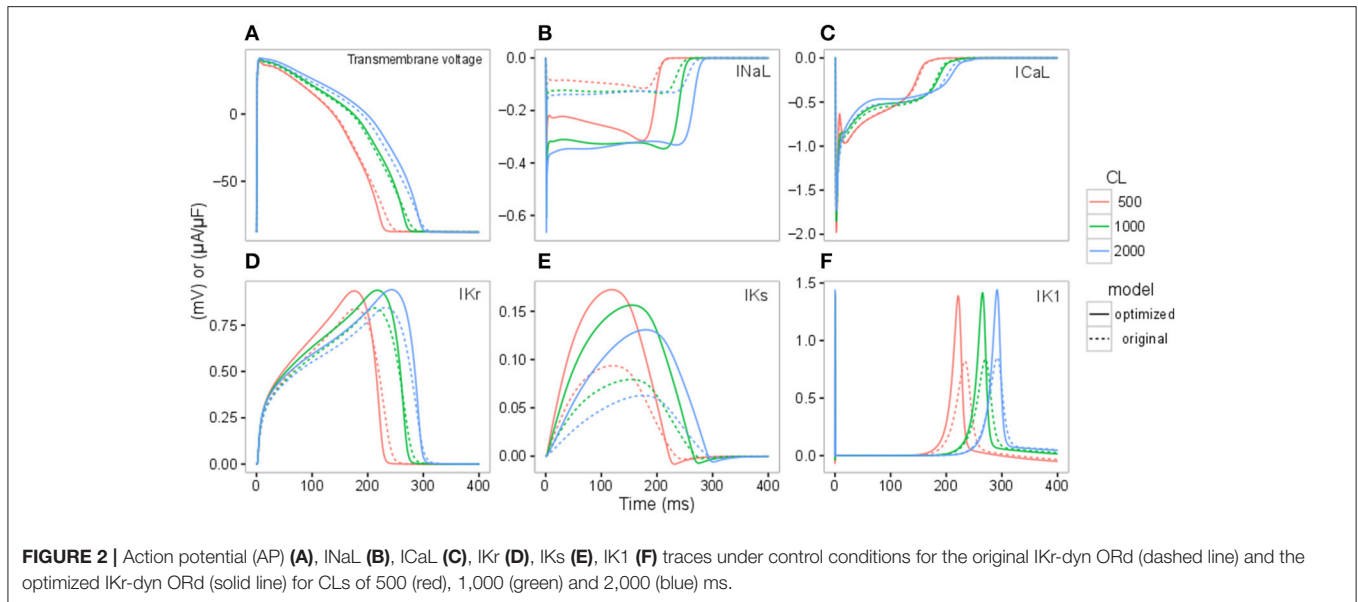 A
B
C
Transmembrane voltage
INaL
ICaL
0
−50
0.0
−0.2
−0.4
−0.6
0.0
−0.5
−1.0
−1.5
−2.0
CL
500
1000
2000
model
optimized
original
(mV) or (µA/µF)
D
E
F
IKr
IKs
IK1
0.75
0.50
0.25
0.00
0.15
0.10
0.05
0.00
1.5
1.0
0.5
0.0
0 100 200 300 400
0 100 200 300 400
0 100 200 300 400
Time (ms)
FIGURE 2 | Action potential (AP) (A), INaL (B), ICaL (C), IKr (D), IKs (E), IK1 (F) traces under control conditions for the original IKr-dyn ORd (dashed line) and the
optimized IKr-dyn ORd (solid line) for CLs of 500 (red), 1,000 (green) and 2,000 (blue) ms.